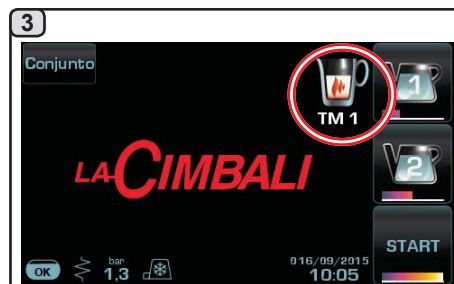 3
Conjunto
1
TM 1
LA CIMBALI
2
START
OK
bar
1,3
016/09/2015
10:05